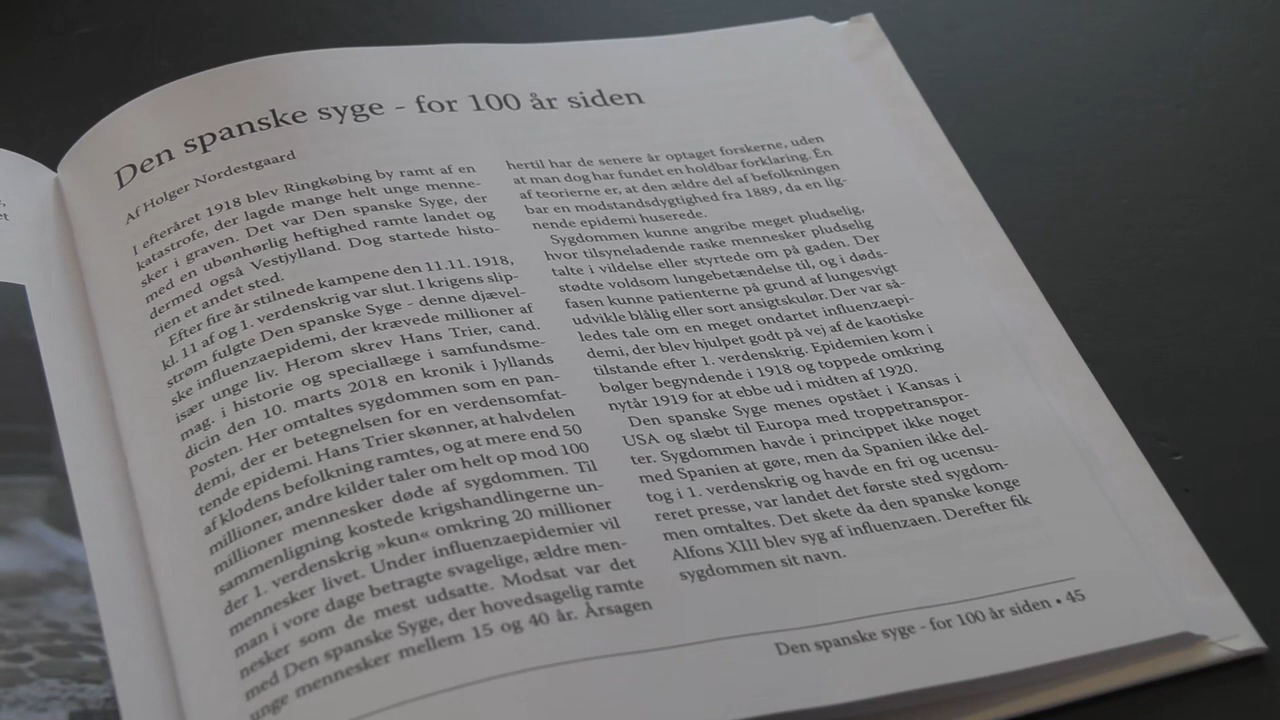 Den spanske syge - for 100 år siden
Af Holger Nordestgaard
I efteråret 1918 blev Ringkøbing by ramt af en
katastrofe, der lagde mange helt unge menne-
sker i graven. Det var Den spanske Syge, der
med en ubønhørlig heftighed ramte landet og
dermed også Vestjylland. Dog startede histo-
rien et andet sted.
Efter fire år stilnede kampene den 11.11. 1918,
kl. 11 af og 1. verdenskrig var slut. I krigens slip-
strøm fulgte Den spanske Syge - denne djævel-
ske influenzaepidemi, der krævede millioner af
især unge liv. Herom skrev Hans Trier, cand.
mag. i historie og speciallæge i samfundsme-
dicin den 10. marts 2018 en kronik i Jyllands
Posten. Her omtaltes sygdommen som en pan-
demi, der er betegnelsen for en verdensomfat-
tende epidemi. Hans Trier skønner, at halvdelen
af klodens befolkning ramtes, og at mere end 50
millioner, andre kilder taler om helt op mod 100
millioner mennesker døde af sygdommen. Til
sammenligning kostede krigshandlingerne un-
der 1. verdenskrig »kun« omkring 20 millioner
mennesker livet. Under influenzaepidemier vil
man i vore dage betragte svagelige, ældre men-
nesker som de mest udsatte. Modsat var det
med Den spanske Syge, der hovedsagelig ramte
unge mennesker mellem 15 og 40 år. Årsagen
hertil har de senere år optaget forskerne, uden
at man dog har fundet en holdbar forklaring. Én
af teorierne er, at den ældre del af befolkningen
bar en modstandsdygtighed fra 1889, da en lig-
nende epidemi huserede.
Sygdommen kunne angribe meget pludselig,
hvor tilsyneladende raske mennesker pludselig
talte i vildelse eller styrtede om på gaden. Der
stødte voldsom lungebetændelse til, og i døds-
fasen kunne patienterne på grund af lungesvigt
udvikle blålig eller sort ansigtskulør. Der var så-
ledes tale om en meget ondartet influenzaepi-
demi, der blev hjulpet godt på vej af de kaotiske
tilstande efter 1. verdenskrig. Epidemien kom i
bølger begyndende i 1918 og toppede omkring
nytår 1919 for at ebbe ud i midten af 1920.
Den spanske Syge menes opstået i Kansas i
USA og slæbt til Europa med troppetranspor-
ter. Sygdommen havde i princippet ikke noget
med Spanien at gøre, men da Spanien ikke del-
tog i 1. verdenskrig og havde en fri og ucensu-
reret presse, var landet det første sted sygdom-
men omtaltes. Det skete da den spanske konge
Alfons XIII blev syg af influenzaen. Derefter fik
sygdommen sit navn.
Den spanske syge - for 100 år siden • 45